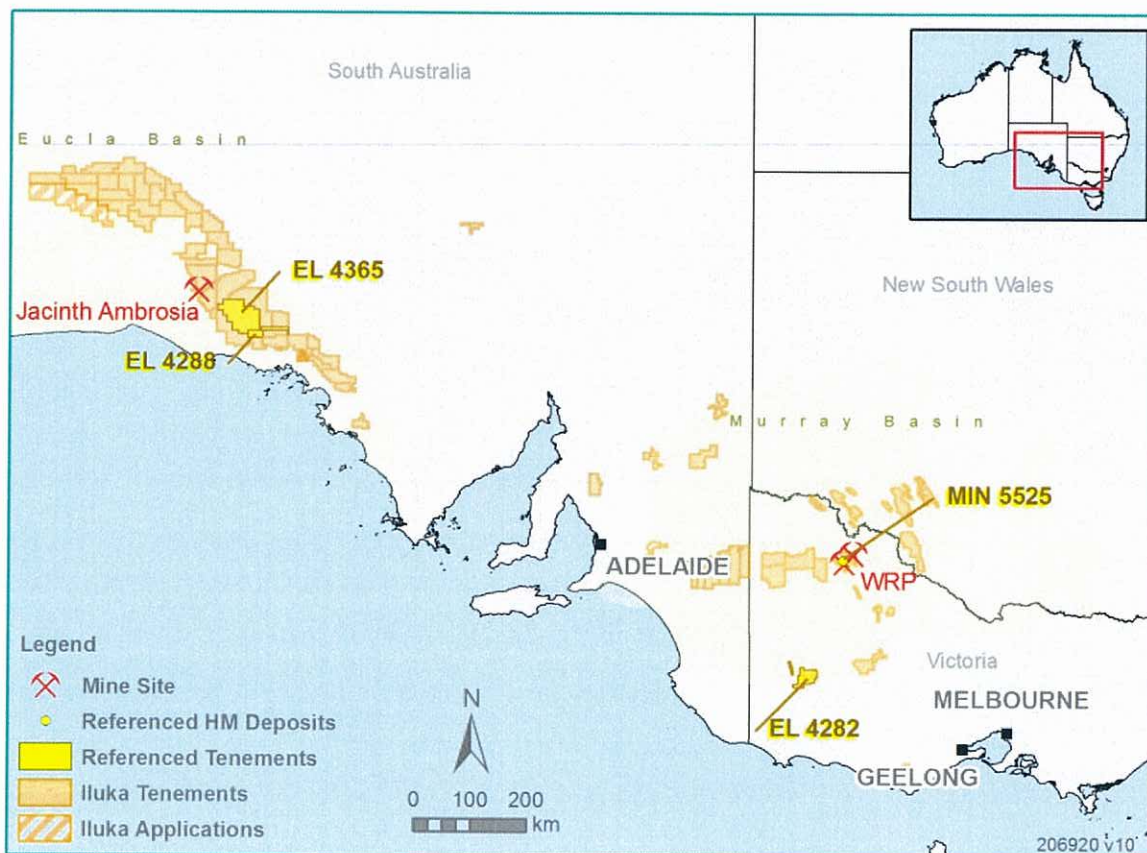 South Australia
Eucla Basin
EL 4365
Jacinth Ambrosia
EL 4288
New South Wales
Murray Basin
MIN 5525
ADELAIDE
WRP
Victoria
MELBOURNE
EL 4282
GEELONG
Legend
Mine Site
Referenced HM Deposits
Referenced Tenements
Iluka Tenements
Iluka Applications
N
0 100 200
km
206920 v10